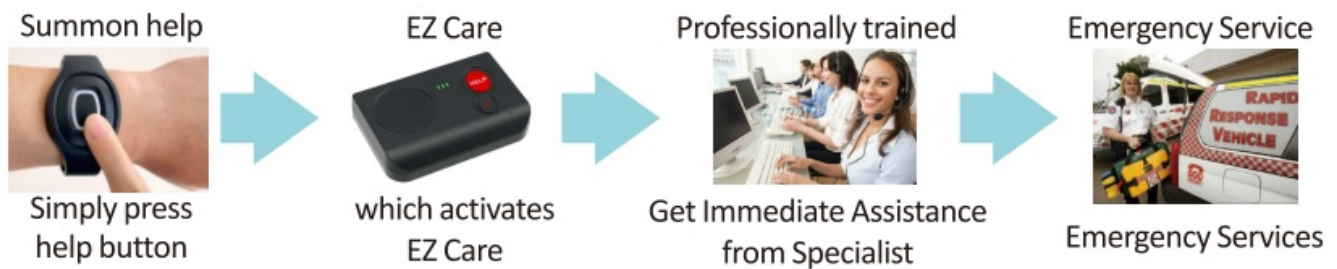 Summon help
Simply press
help button
EZ Care
HELP
which activates
EZ Care
Professionally trained
Get Immediate Assistance
from Specialist
Emergency Service
RAPID
RESPONSE
VEHICLE
Emergency Services